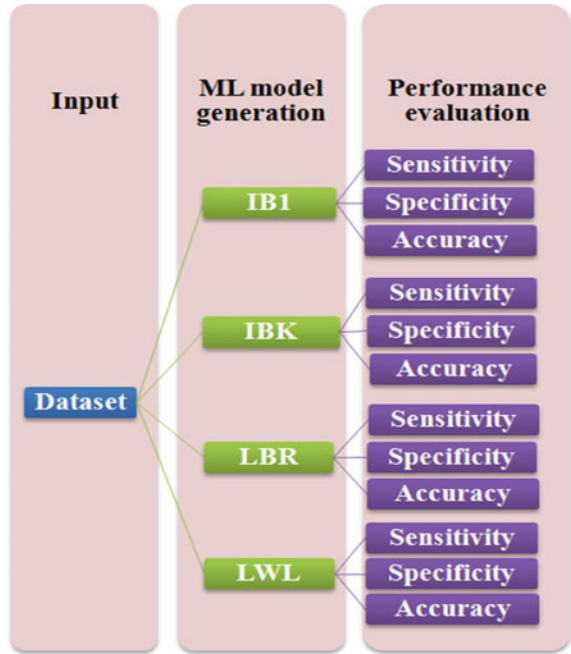 Input
ML model
generation
Performance
evaluation
Dataset
IB1
Sensitivity
Specificity
Accuracy
IBK
Sensitivity
Specificity
Accuracy
LBR
Sensitivity
Specificity
Accuracy
LWL
Sensitivity
Specificity
Accuracy